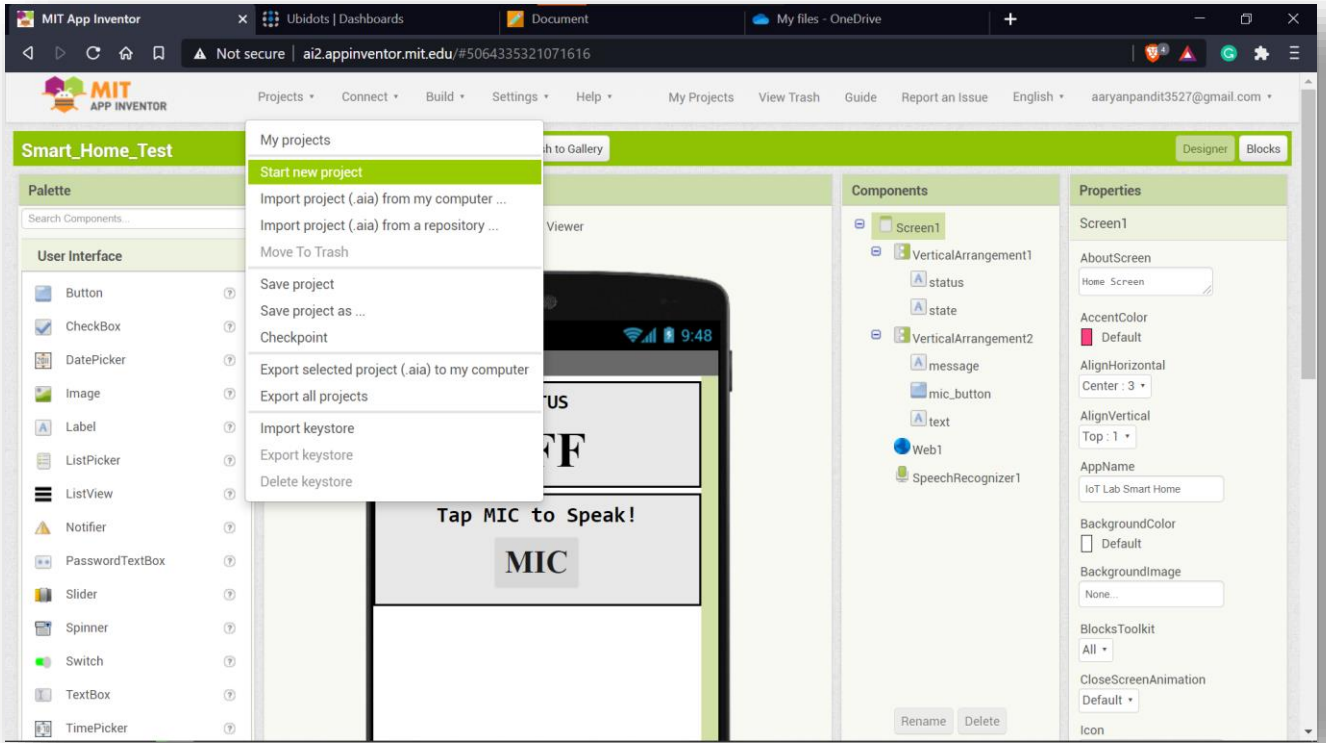 MIT App Inventor
Ubidots | Dashboards
Document
My files - OneDrive
Not secure | ai2.appinventor.mit.edu/#5064335321071616
MIT
APP INVENTOR
Projects
Connect
Build
Settings
Help
My Projects
View Trash
Guide
Report an Issue
English
aaryanpandit3527@gmail.com
Smart_Home_Test
sh to Gallery
Designer
Blocks
My projects
Start new project
Import project (.aia) from my computer ...
Import project (.aia) from a repository ...
Move To Trash
Save project
Save project as ...
Checkpoint
Export selected project (.aia) to my computer
Export all projects
Import keystore
Export keystore
Delete keystore
Palette
Search Components...
User Interface
Button
CheckBox
DatePicker
Image
Label
ListPicker
ListView
Notifier
PasswordTextBox
Slider
Spinner
Switch
TextBox
TimePicker
Viewer
9:48
TUS
FF
Tap MIC to Speak!
MIC
Components
Screen1
VerticalArrangement1
status
state
VerticalArrangement2
message
mic_button
text
Web1
SpeechRecognizer1
Rename
Delete
Properties
Screen1
AboutScreen
Home Screen
AccentColor
Default
AlignHorizontal
Center : 3
AlignVertical
Top : 1
AppName
IoT Lab Smart Home
BackgroundColor
Default
BackgroundImage
None...
BlocksToolkit
All
CloseScreenAnimation
Default
Icon